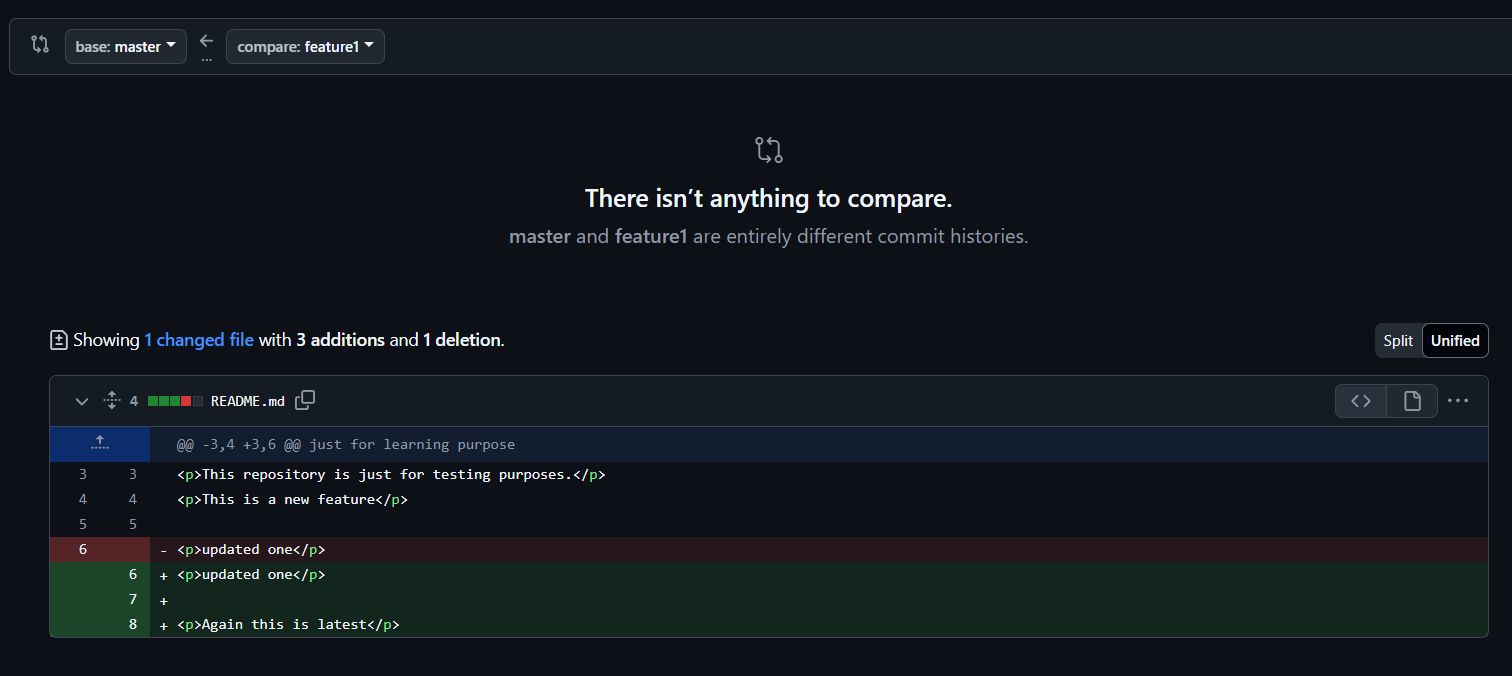 base: master compare: feature1
...
There isn’t anything to compare.
master and feature1 are entirely different commit histories.
Showing 1 changed file with 3 additions and 1 deletion.
Split Unified
4 README.md
@@ -3,4 +3,6 @@ just for learning purpose
3 3 <p>This repository is just for testing purposes.</p>
4 4 <p>This is a new feature</p>
5 5
6 - <p>updated one</p>
6 + <p>updated one</p>
7 +
8 + <p>Again this is latest</p>